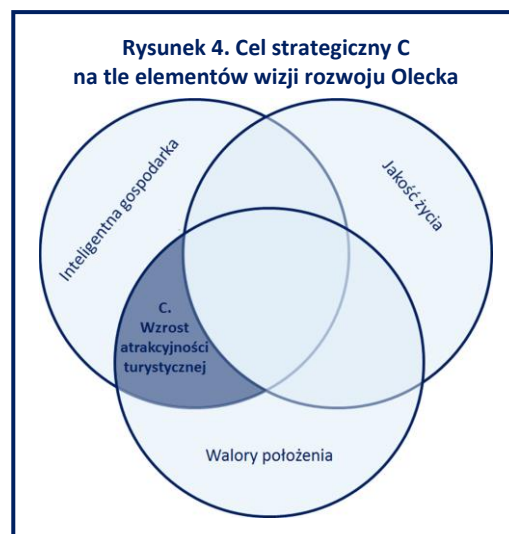 Rysunek 4. Cel strategiczny C
na tle elementów wizji rozwoju Olecka
Inteligentna gospodarka
Jakość życia
C.
Wzrost
atrakcyjności
turystycznej
Walory położenia